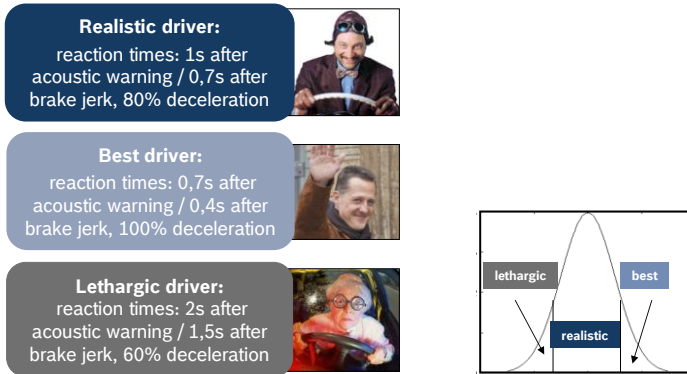 Realistic driver:
reaction times: 1s after
acoustic warning / 0,7s after
brake jerk, 80% deceleration
Best driver:
reaction times: 0,7s after
acoustic warning / 0,4s after
brake jerk, 100% deceleration
Lethargic driver:
reaction times: 2s after
acoustic warning / 1,5s after
brake jerk, 60% deceleration
lethargic
best
realistic